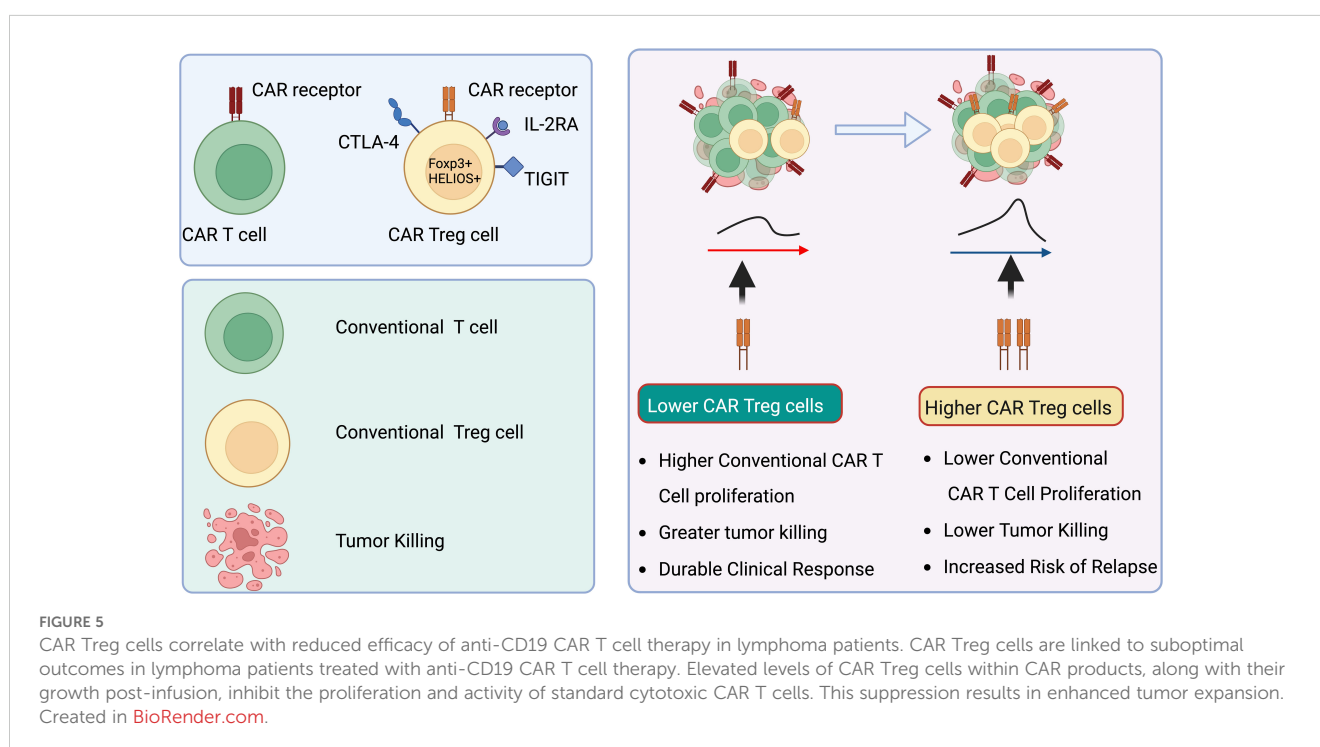 CAR receptor
CAR receptor
CTLA-4
IL-2RA
Foxp3+
HELIOS+
TIGIT
CAR T cell
CAR Treg cell
Conventional T cell
Conventional Treg cell
Tumor Killing
Lower CAR Treg cells
• Higher Conventional CAR T
Cell proliferation
• Greater tumor killing
• Durable Clinical Response
Higher CAR Treg cells
• Lower Conventional
CAR T Cell Proliferation
• Lower Tumor Killing
• Increased Risk of Relapse
FIGURE 5
CAR Treg cells correlate with reduced efficacy of anti-CD19 CAR T cell therapy in lymphoma patients. CAR Treg cells are linked to suboptimal
outcomes in lymphoma patients treated with anti-CD19 CAR T cell therapy. Elevated levels of CAR Treg cells within CAR products, along with their
growth post-infusion, inhibit the proliferation and activity of standard cytotoxic CAR T cells. This suppression results in enhanced tumor expansion.
Created in BioRender.com.